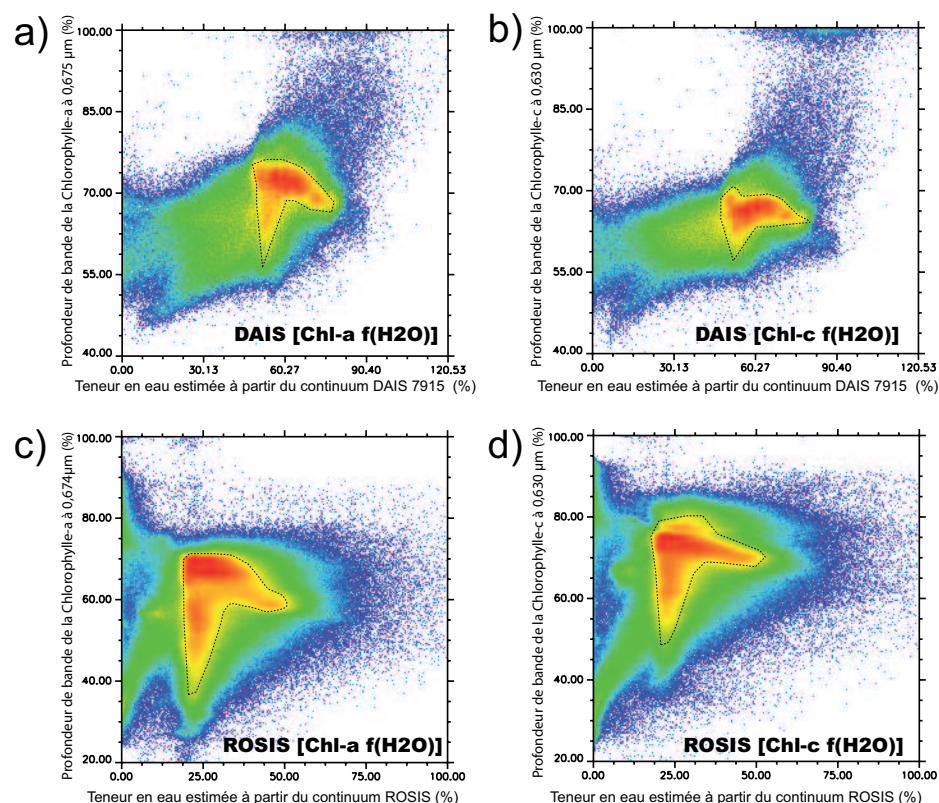 a)
Profondeur de bande de la Chlorophylle-a à 0,675 µm (%)
100.00
85.00
70.00
55.00
40.00
DAIS [Chl-a f(H2O)]
0.00 30.13 60.27 90.40 120.53
Teneur en eau estimée à partir du continuum DAIS 7915 (%)
b)
Profondeur de bande de la Chlorophylle-c à 0,630 µm (%)
100.00
85.00
70.00
55.00
40.00
DAIS [Chl-c f(H2O)]
0.00 30.13 60.27 90.40 120.53
Teneur en eau estimée à partir du continuum DAIS 7915 (%)
c)
Profondeur de bande de la Chlorophylle-a à 0,674µm (%)
100.00
80.00
60.00
40.00
20.00
ROSIS [Chl-a f(H2O)]
0.00 25.00 50.00 75.00 100.00
Teneur en eau estimée à partir du continuum ROSIS (%)
d)
Profondeur de bande de la Chlorophylle-c à 0,630 µm (%)
100.00
80.00
60.00
40.00
20.00
ROSIS [Chl-c f(H2O)]
0.00 25.00 50.00 75.00 100.00
Teneur en eau estimée à partir du continuum ROSIS (%)